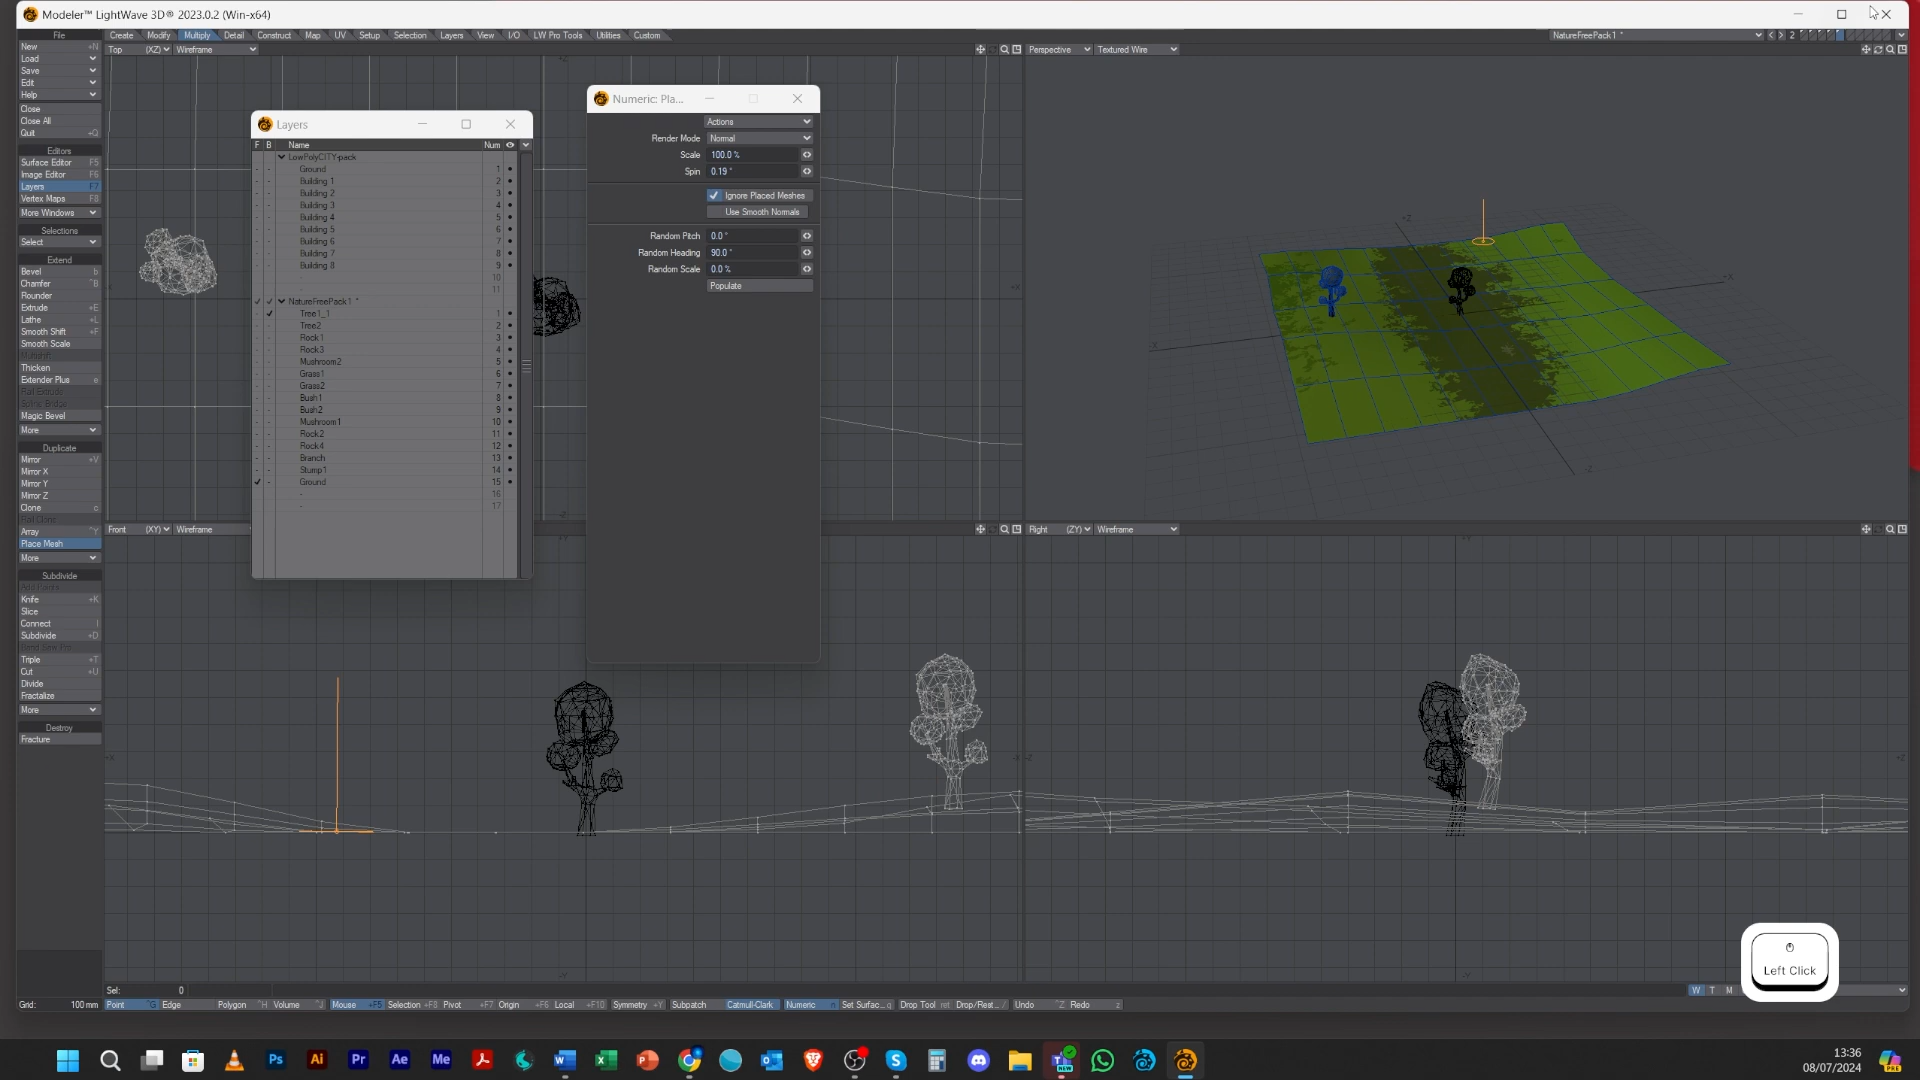 Modeler™ LightWave 3D® 2023.0.2 (Win-x64)
File
Create Modify Multiply Detail Construct Map UV Setup Selection Layers View I/O LW Pro Tools Utilities Custom
NatureFreePack1 * 2
New +N
Load
Save
Edit
Help
Close
Close All
Quit +Q
Top (XZ) Wireframe
Perspective Textured Wire
Editors
Surface Editor F5
Image Editor F6
Layers F7
Vertex Maps F8
More Windows
Selections
Select
Extend
Bevel b
Chamfer ^B
Rounder
Extrude +E
Lathe +L
Smooth Shift +F
Smooth Scale
Thicken
Extender Plus e
Magic Bevel
More
Duplicate
Mirror +V
Mirror X
Mirror Y
Mirror Z
Clone c
Array ^Y
Place Mesh
More
Subdivide
Knife +K
Slice
Connect l
Subdivide +D
Triple +T
Cut +U
Divide
Fractalize
More
Destroy
Fracture
Layers
F B Name Num
LowPolyCITY-pack
Ground 1
Building 1 2
Building 2 3
Building 3 4
Building 4 5
Building 5 6
Building 6 7
Building 7 8
Building 8 9
10
11
NatureFreePack1 *
Tree1_1 1
Tree2 2
Rock1 3
Rock3 4
Mushroom2 5
Grass1 6
Grass2 7
Bush1 8
Bush2 9
Mushroom1 10
Rock2 11
Rock4 12
Branch 13
Stump1 14
Ground 15
16
17
Numeric: Pla...
Actions
Render Mode Normal
Scale 100.0 %
Spin 0.19 °
Ignore Placed Meshes
Use Smooth Normals
Random Pitch 0.0 °
Random Heading 90.0 °
Random Scale 0.0 %
Populate
Front (XY) Wireframe
Right (ZY) Wireframe
Left Click
Sel: 0
W T M
Grid: 100 mm Point ^G Edge Polygon ^H Volume ^J Mouse +F5 Selection +F8 Pivot +F7 Origin +F6 Local +F10 Symmetry +Y Subpatch Catmull-Clark Numeric n Set Surfac... q Drop Tool ret Drop/Rest... / Undo ^Z Redo z
13:36
08/07/2024